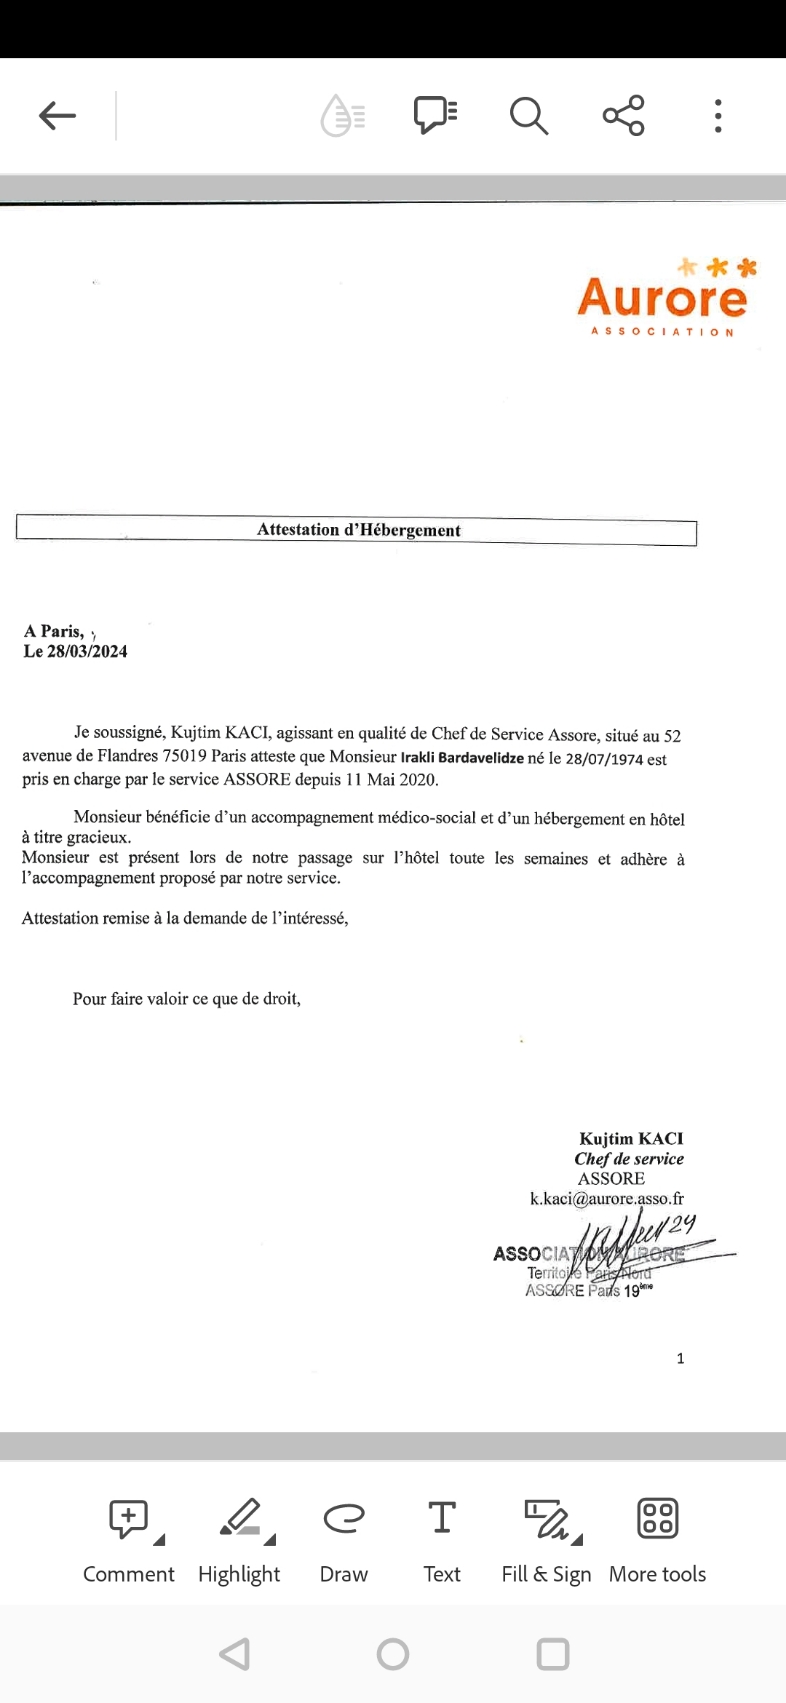 Aurore
ASSOCIATION
Attestation d'Hébergement
A Paris,
Le 28/03/2024
Je soussigné, Kujtim KACI, agissant en qualité de Chef de Service Assore, situé au 52
avenue de Flandres 75019 Paris atteste que Monsieur Irakli Bardavelidze né le 28/07/1974 est
pris en charge par le service ASSORE depuis 11 Mai 2020.
Monsieur bénéficie d'un accompagnement médico-social et d'un hébergement en hôtel
à titre gracieux.
Monsieur est présent lors de notre passage sur l'hôtel toute les semaines et adhère à
l'accompagnement proposé par notre service.
Attestation remise à la demande de l'intéressé,
Pour faire valoir ce que de droit,
Kujtim KACI
Chef de service
ASSORE
k.kaci@aurore.asso.fr
ASSOCIATION AURORE
Territoire Paris Nord
ASSORE Paris 19ème
1
Comment Highlight Draw Text Fill & Sign More tools